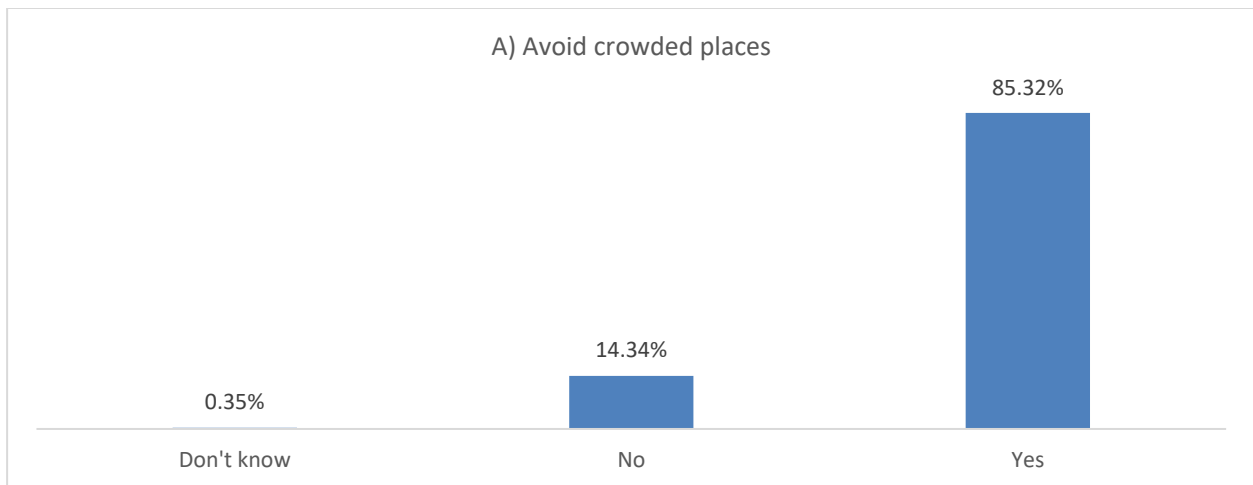 A) Avoid crowded places
85.32%
14.34%
0.35%
Don't know No Yes